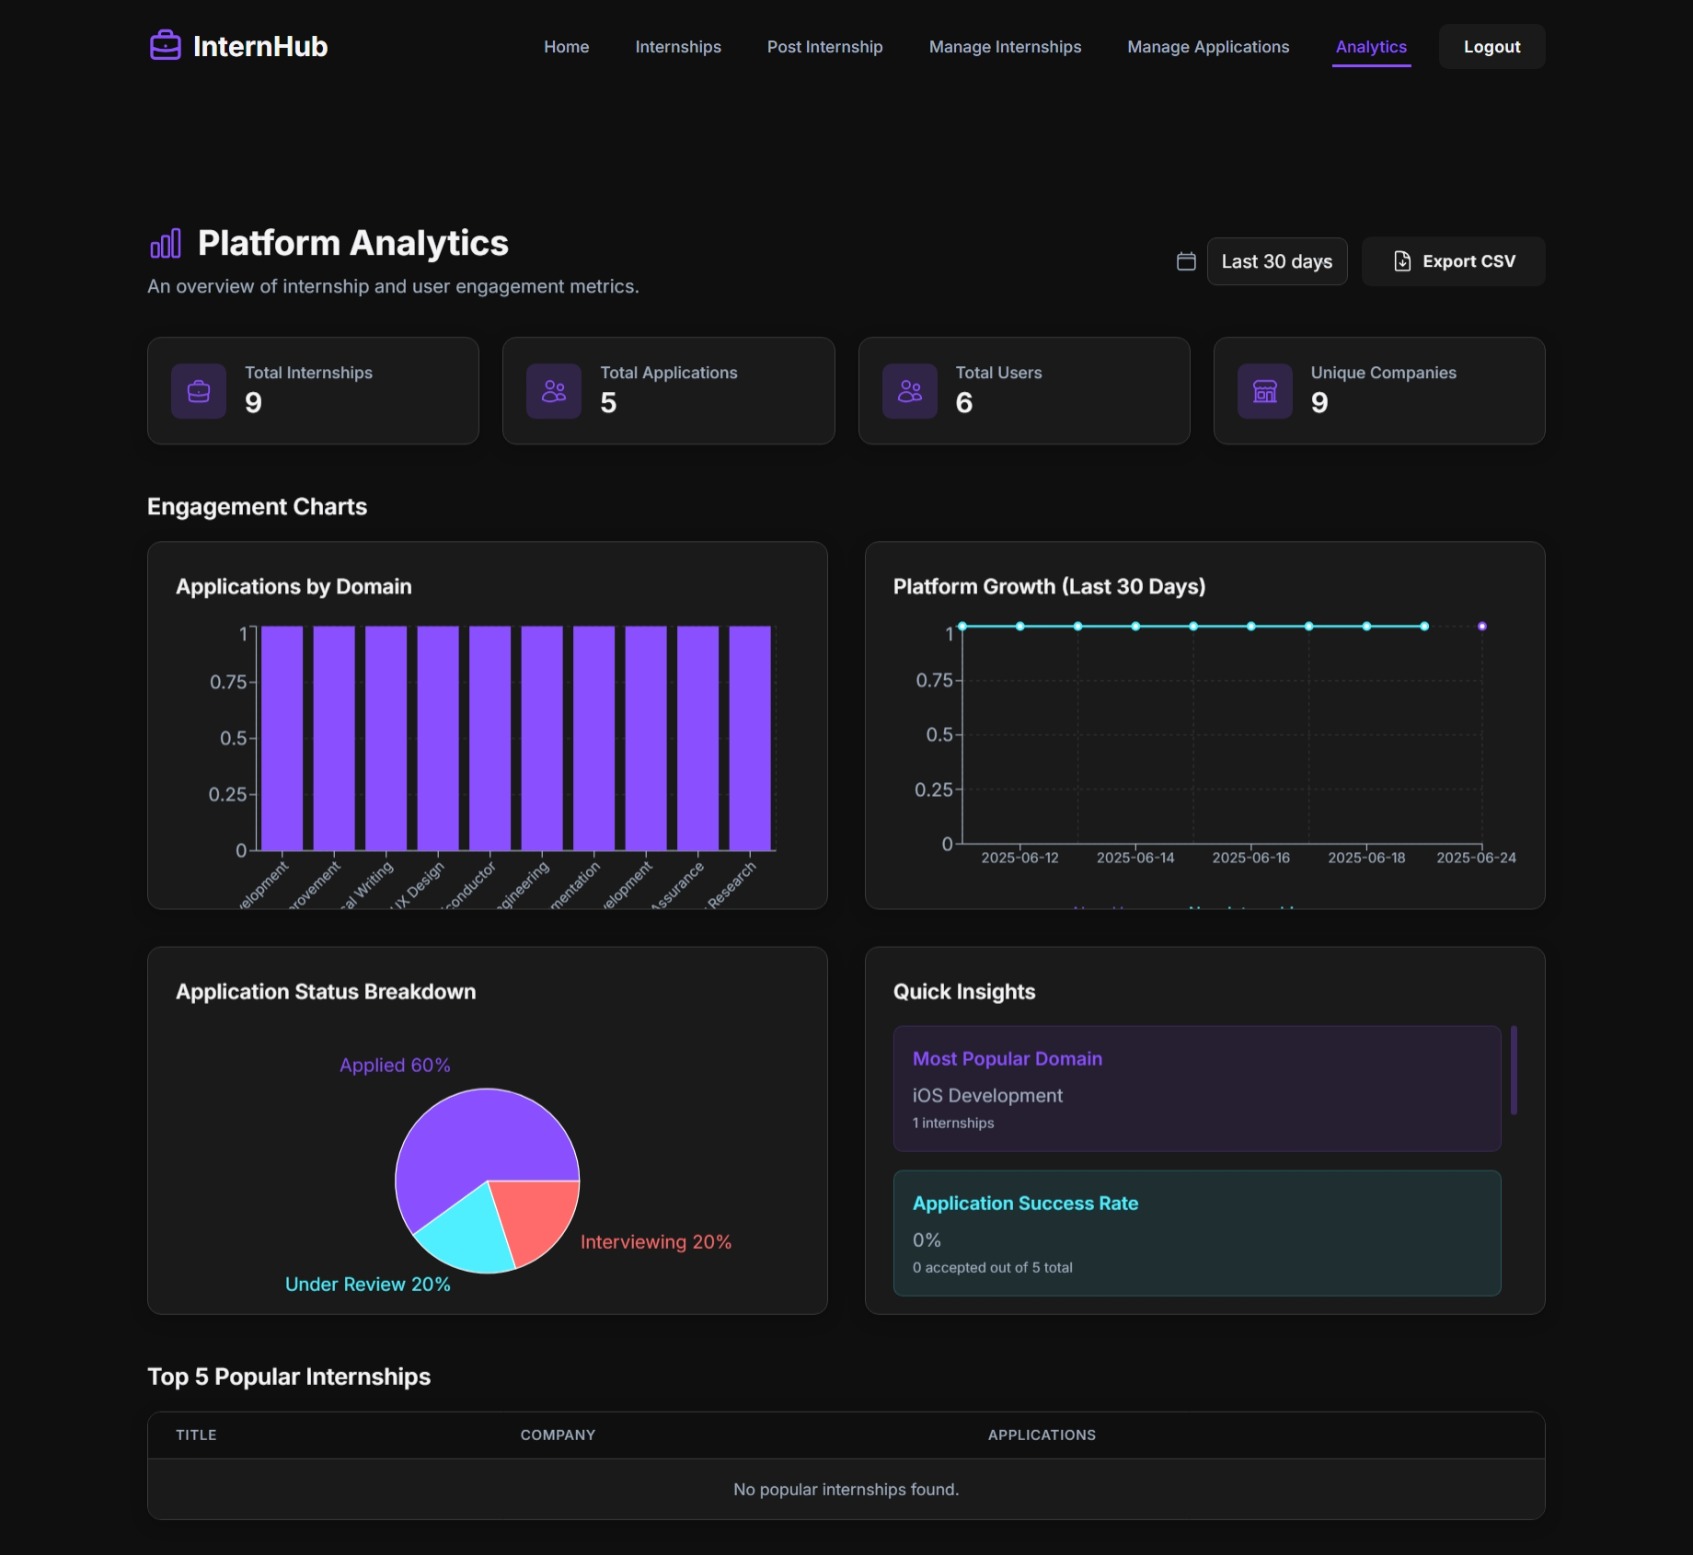 InternHub
Home
Internships
Post Internship
Manage Internships
Manage Applications
Analytics
Logout
Platform Analytics
An overview of internship and user engagement metrics.
Last 30 days
Export CSV
Total Internships
9
Total Applications
5
Total Users
6
Unique Companies
9
Engagement Charts
Applications by Domain
1
0.75
0.5
0.25
0
velopment
rovement
al Writing
UX Design
conductor
gineering
mentation
velopment
Assurance
Research
Platform Growth (Last 30 Days)
1
0.75
0.5
0.25
0
2025-06-12
2025-06-14
2025-06-16
2025-06-18
2025-06-24
Application Status Breakdown
Applied 60%
Interviewing 20%
Under Review 20%
Quick Insights
Most Popular Domain
iOS Development
1 internships
Application Success Rate
0%
0 accepted out of 5 total
Top 5 Popular Internships
TITLE
COMPANY
APPLICATIONS
No popular internships found.